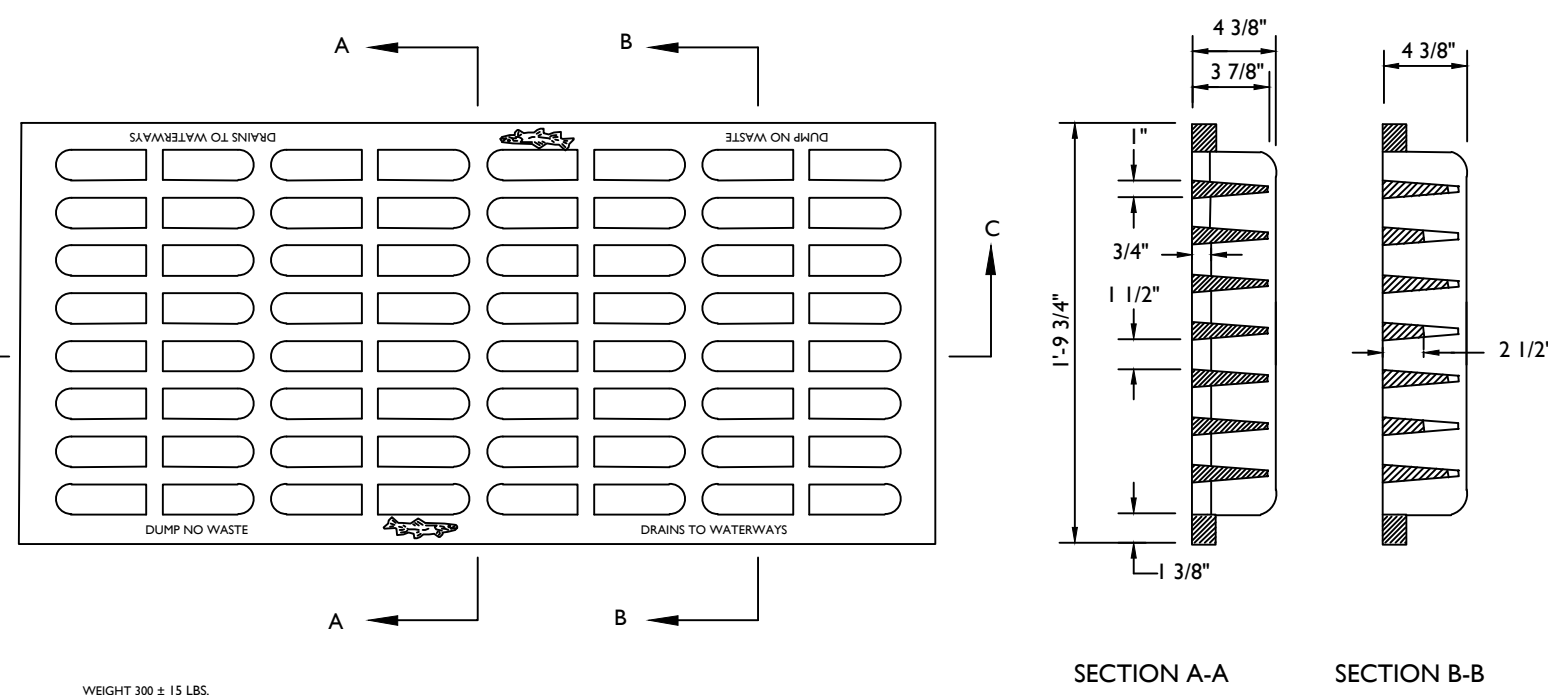 A
B
4 3/8"
3 7/8"
4 3/8"
DRAINS TO WATERWAYS
DUMP NO WASTE
1"
C
3/4"
1 1/2"
1'-9 3/4"
2 1/2"
DUMP NO WASTE
DRAINS TO WATERWAYS
1 3/8"
A
B
SECTION A-A
SECTION B-B
WEIGHT 300 ± 15 LBS.